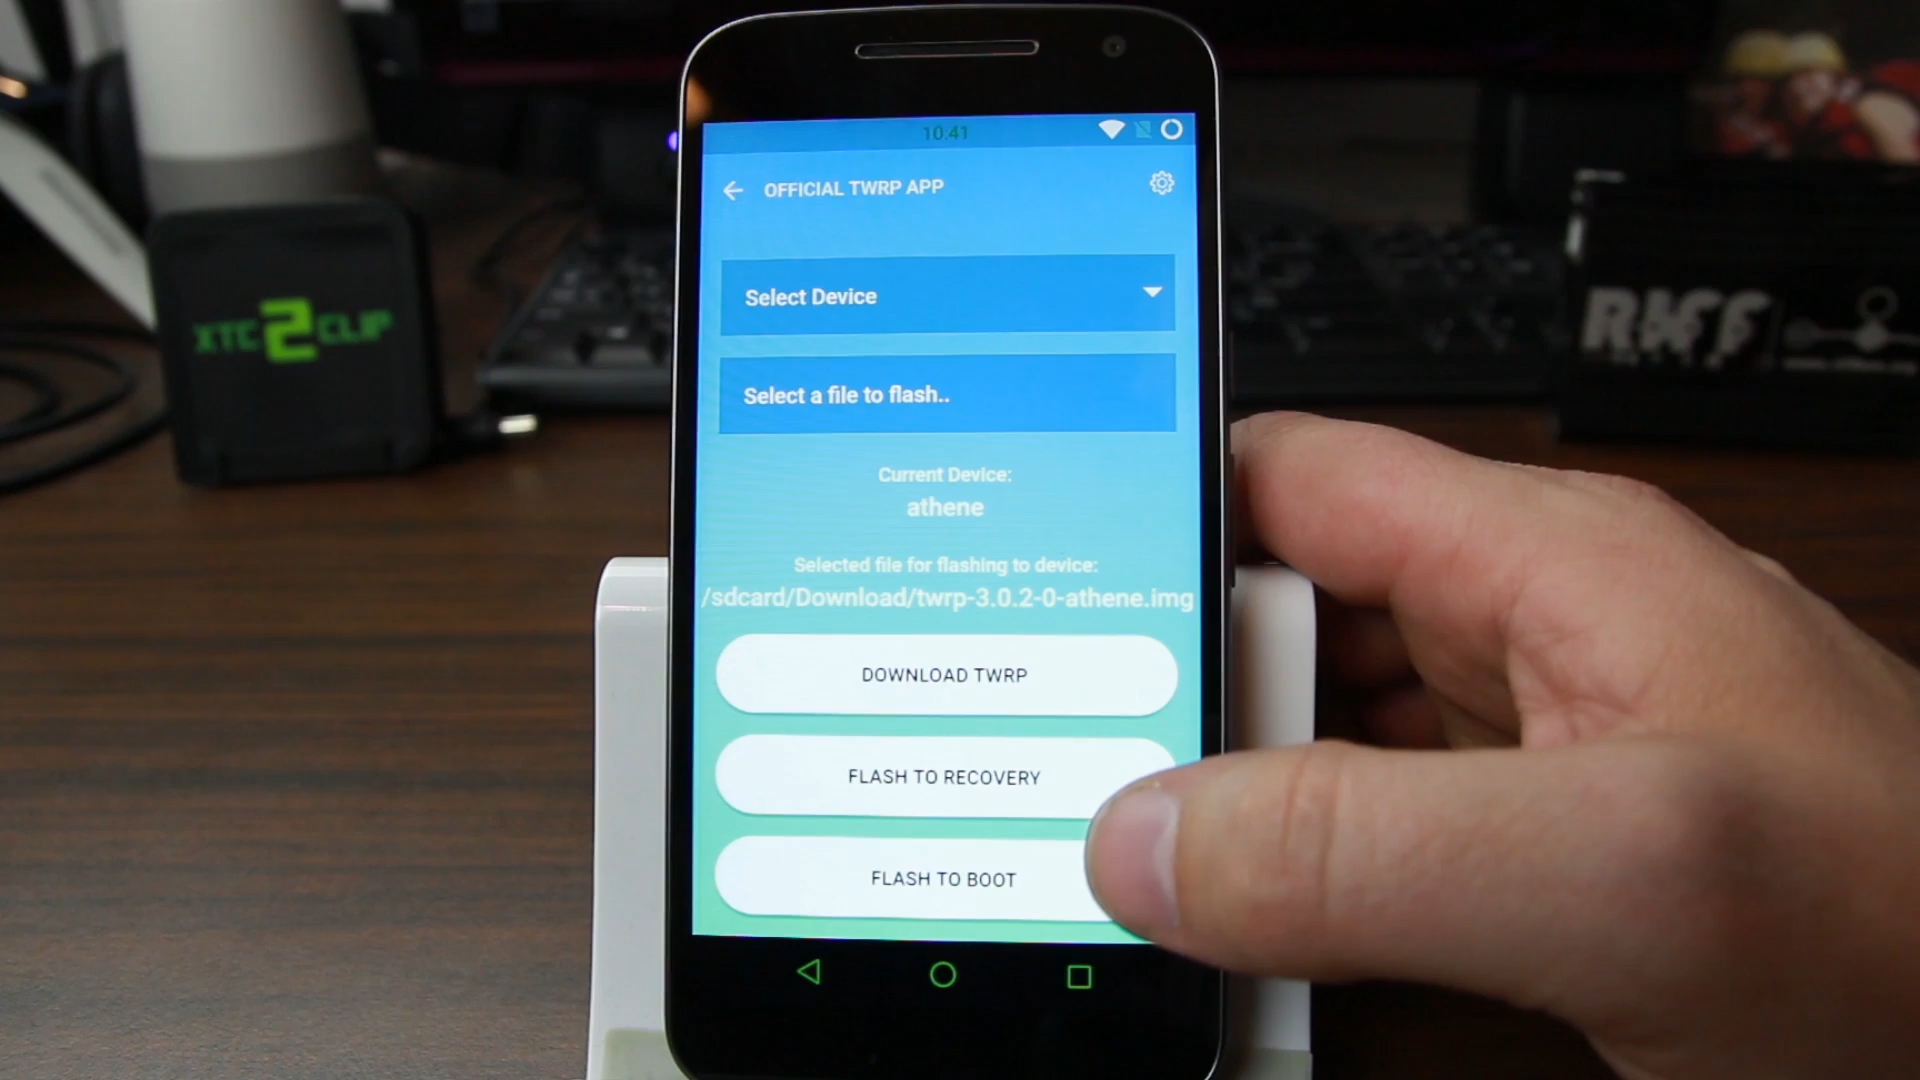 10:41
OFFICIAL TWRP APP
Select Device
Select a file to flash..
Current Device:
athene
Selected file for flashing to device:
/sdcard/Download/twrp-3.0.2-0-athene.img
DOWNLOAD TWRP
FLASH TO RECOVERY
FLASH TO BOOT
XTC2CLIP
RIFF